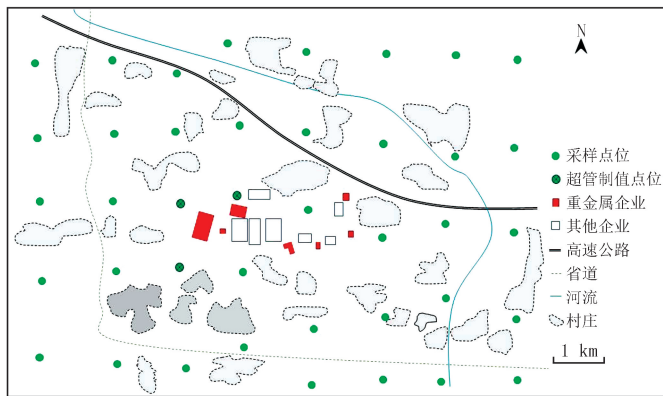 N
采样点位
超管制值点位
重金属企业
其他企业
高速公路
省道
河流
村庄
1 km